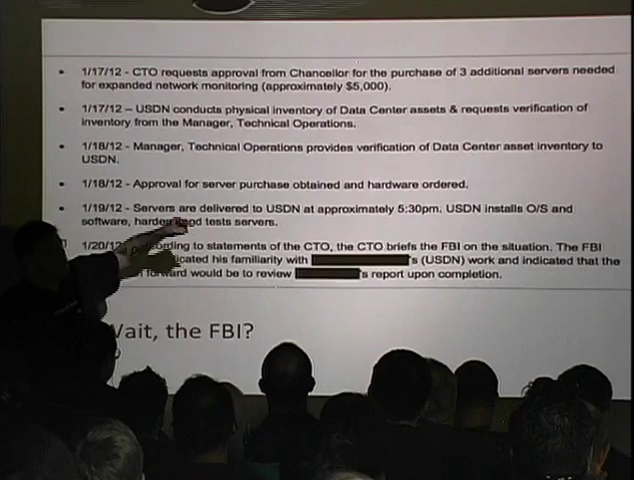 • 1/17/12 - CTO requests approval from Chancellor for the purchase of 3 additional servers needed
for expanded network monitoring (approximately $5,000).
• 1/17/12 – USDN conducts physical inventory of Data Center assets & requests verification of
inventory from the Manager, Technical Operations.
• 1/18/12 - Manager, Technical Operations provides verification of Data Center asset inventory to
USDN.
• 1/18/12 - Approval for server purchase obtained and hardware ordered.
• 1/19/12 - Servers are delivered to USDN at approximately 5:30pm. USDN installs O/S and
software, tests servers.
1/20/12 to statements of the CTO, the CTO briefs the FBI on the situation. The FBI
his familiarity with 's (USDN) work and indicated that the
would be to review 's report upon completion.
Wait, the FBI?